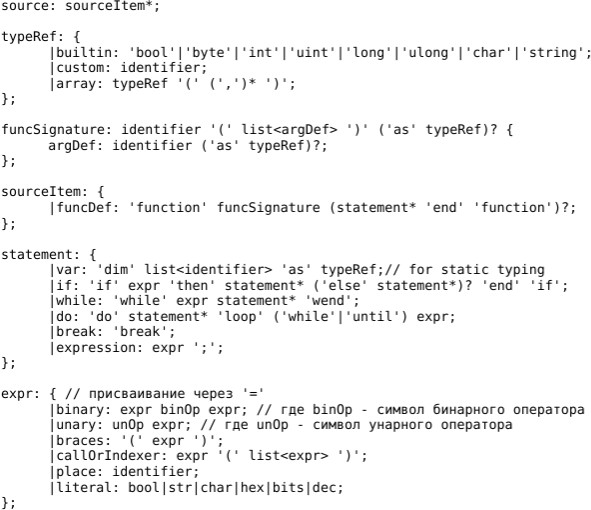 source: sourceItem*;
typeRef: {
|builtin: 'bool'|'byte'|'int'|'uint'|'long'|'ulong'|'char'|'string';
|custom: identifier;
|array: typeRef '(' (',')* ')';
};
funcSignature: identifier '(' list<argDef> ')' ('as' typeRef)? {
argDef: identifier ('as' typeRef)?;
};
sourceItem: {
|funcDef: 'function' funcSignature (statement* 'end' 'function')?;
};
statement: {
|var: 'dim' list<identifier> 'as' typeRef;// for static typing
|if: 'if' expr 'then' statement* ('else' statement*)? 'end' 'if';
|while: 'while' expr statement* 'wend';
|do: 'do' statement* 'loop' ('while'|'until') expr;
|break: 'break';
|expression: expr ';';
};
expr: { // присваивание через '='
|binary: expr binOp expr; // где binOp - символ бинарного оператора
|unary: unOp expr; // где unOp - символ унарного оператора
|braces: '(' expr ')';
|callOrIndexer: expr '(' list<expr> ')';
|place: identifier;
|literal: bool|str|char|hex|bits|dec;
};